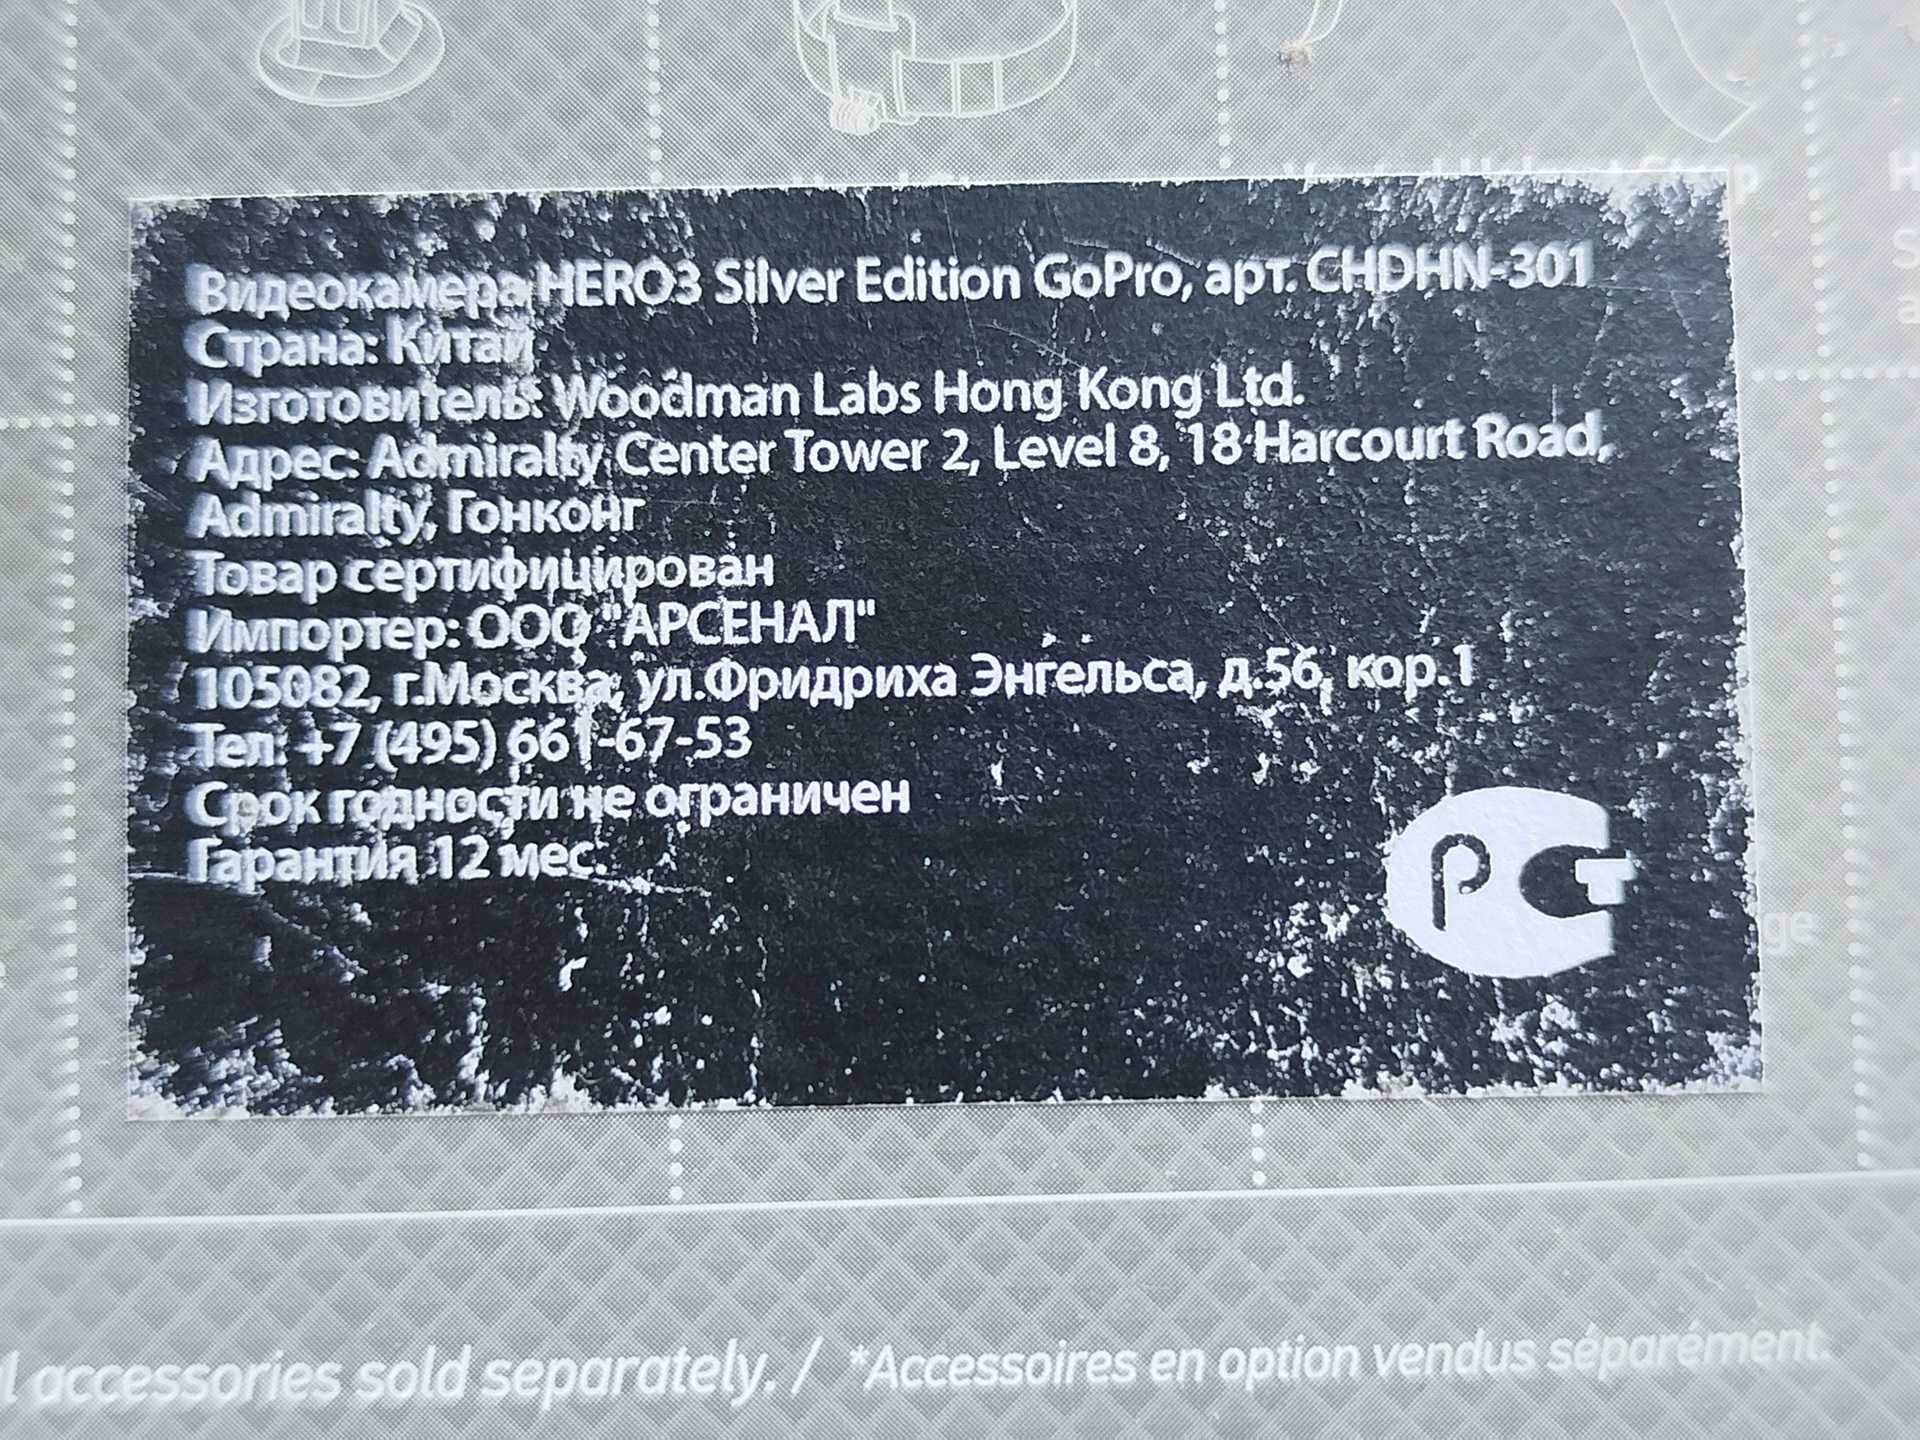 Видеокамера HERO3 Silver Edition GoPro, арт. CHDHN-301
Страна: Китай
Изготовитель: Woodman Labs Hong Kong Ltd.
Адрес: Admiralty Center Tower 2, Level 8, 18 Harcourt Road,
Admiralty, Гонконг
Товар сертифицирован
Импортер: ООО "АРСЕНАЛ"
105082, г.Москва, ул.Фридриха Энгельса, д.56, кор.1
Тел: +7 (495) 661-67-53
Срок годности не ограничен
Гарантия 12 мес.
РСТ
accessories sold separately. / *Accessoires en option vendus séparément.